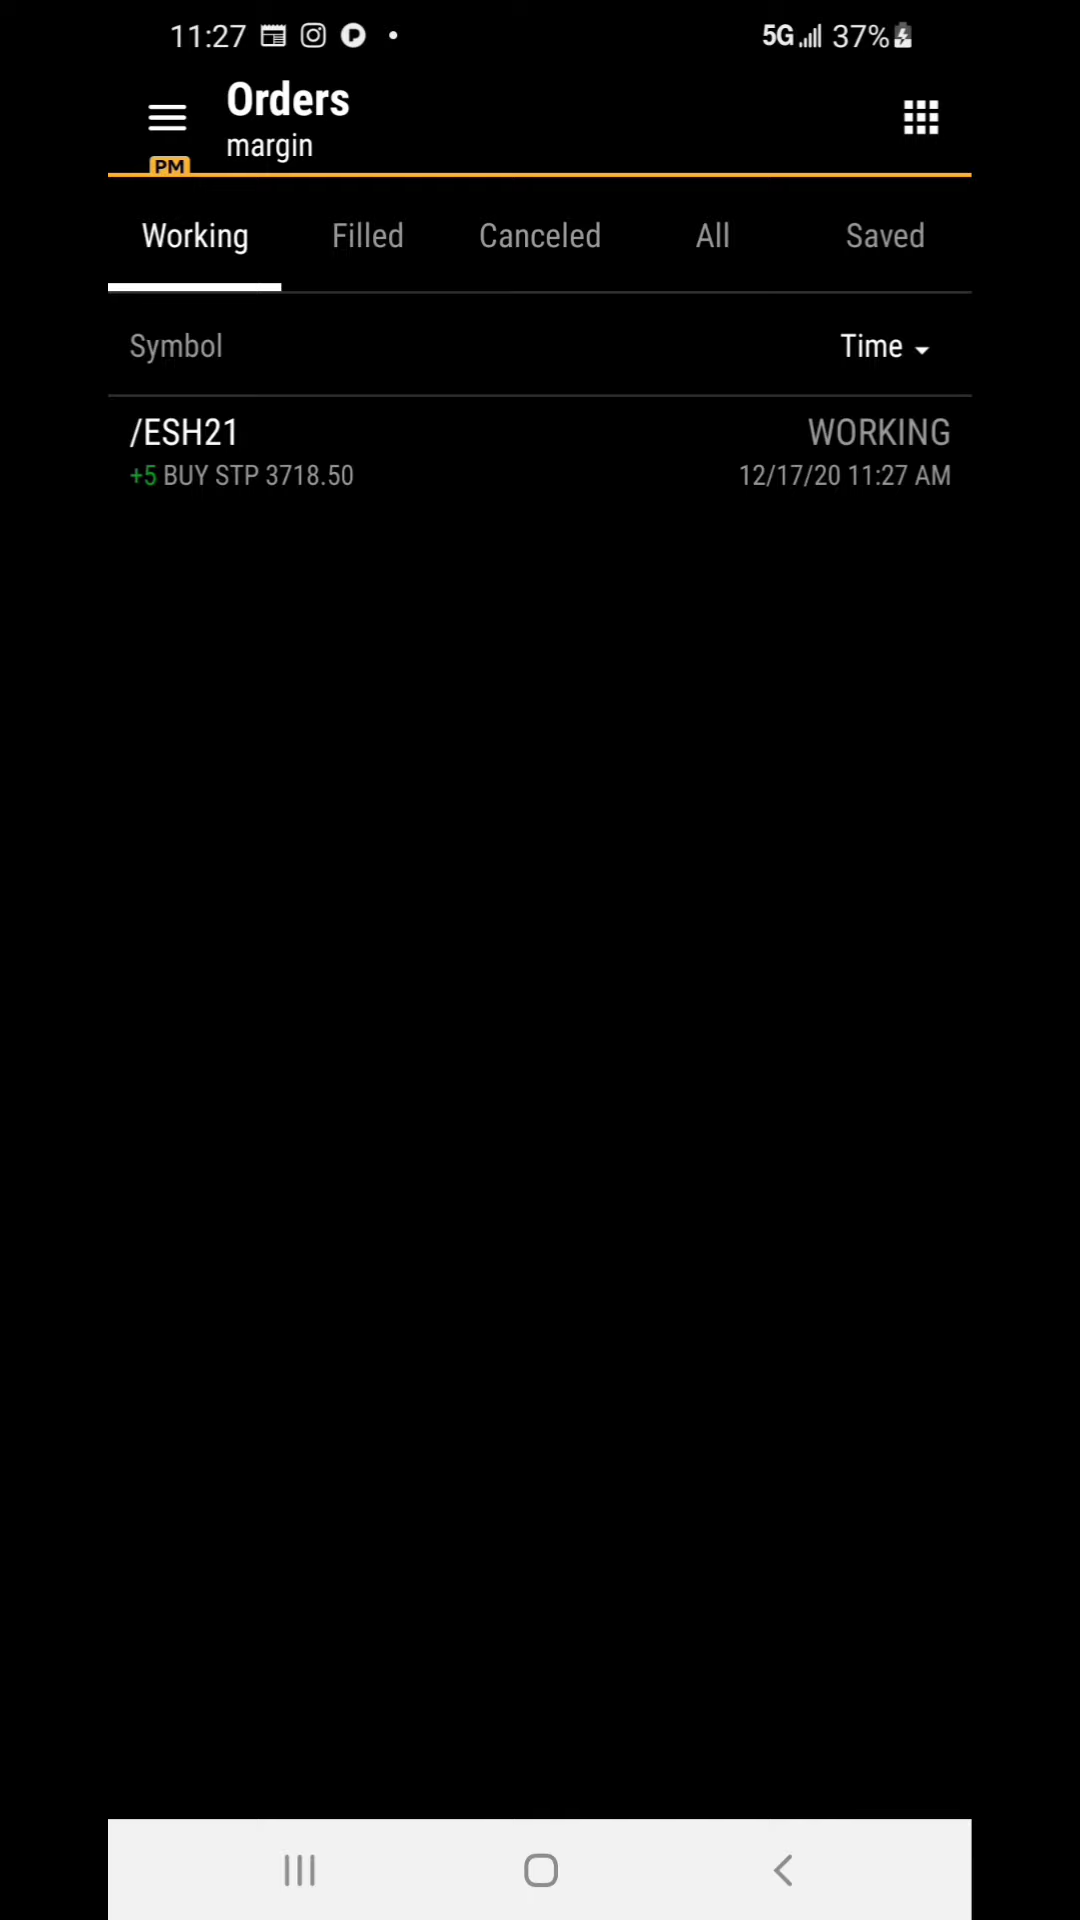 11:27 5G 37%
Orders
margin
PM
Working Filled Canceled All Saved
Symbol Time
/ESH21 WORKING
+5 BUY STP 3718.50 12/17/20 11:27 AM